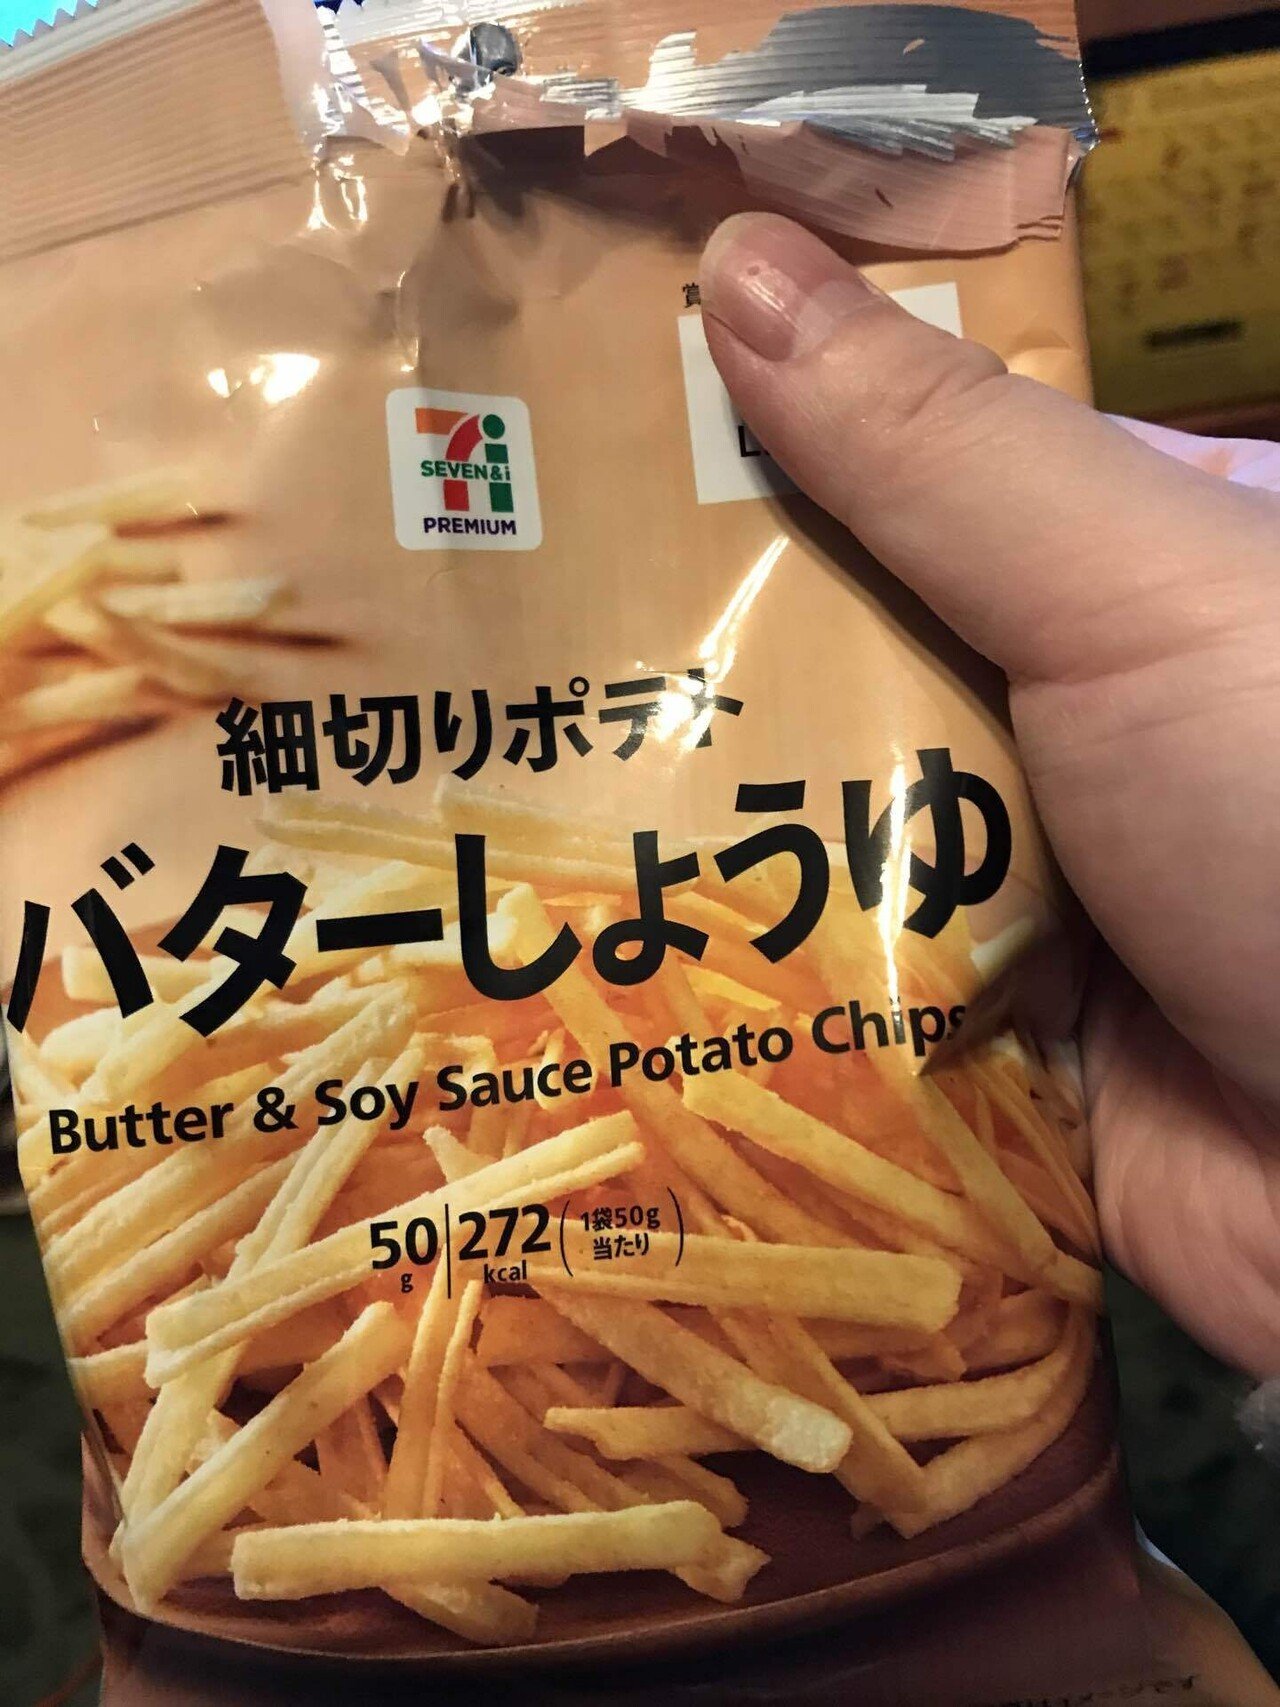 賞
L
SEVEN&i
PREMIUM
細切りポテト
バターしょうゆ
Butter & Soy Sauce Potato Chips
50g 272kcal (1袋50g当たり)